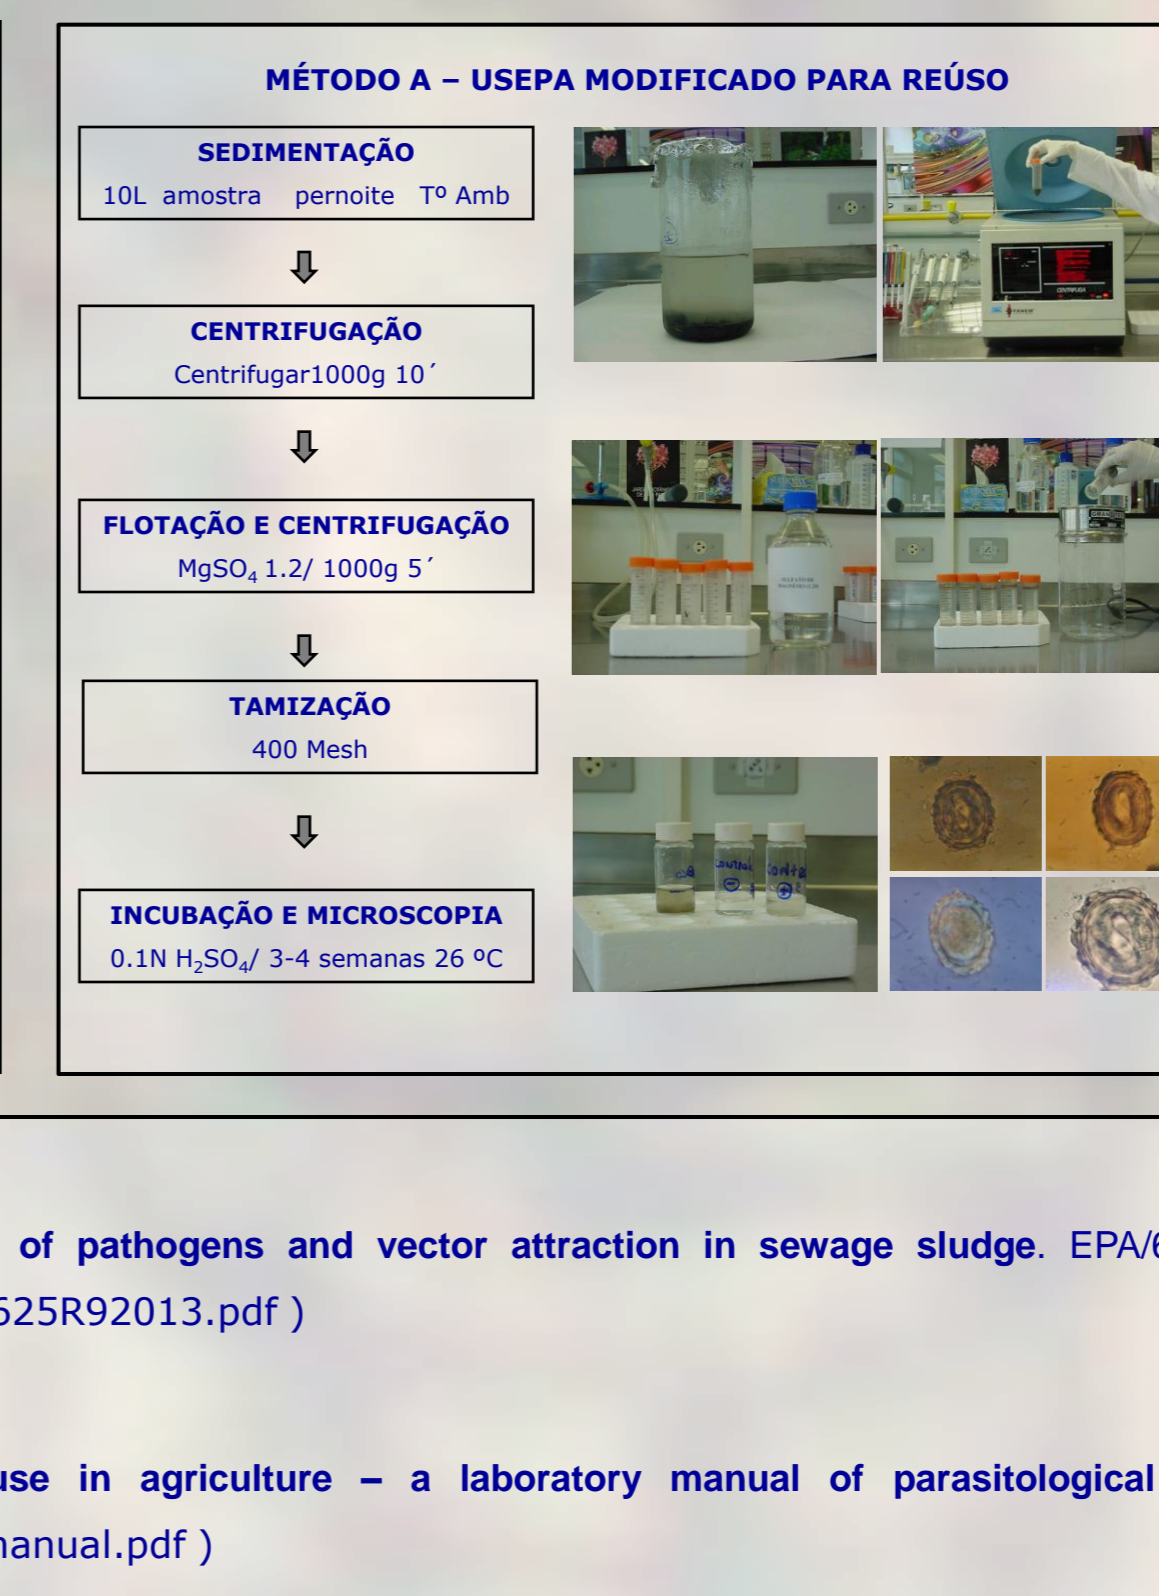 MÉTODO A – USEPA MODIFICADO PARA REÚSO
SEDIMENTAÇÃO
10L amostra pernoite Tº Amb
CENTRIFUGAÇÃO
Centrifugar1000g 10´
FLOTAÇÃO E CENTRIFUGAÇÃO
MgSO₄ 1.2/ 1000g 5´
TAMIZAÇÃO
400 Mesh
INCUBAÇÃO E MICROSCOPIA
0.1N H₂SO₄/ 3-4 semanas 26 ºC
CENTRIFUGA
of pathogens and vector attraction in sewage sludge. EPA/6
625R92013.pdf )
use in agriculture – a laboratory manual of parasitological
manual.pdf )